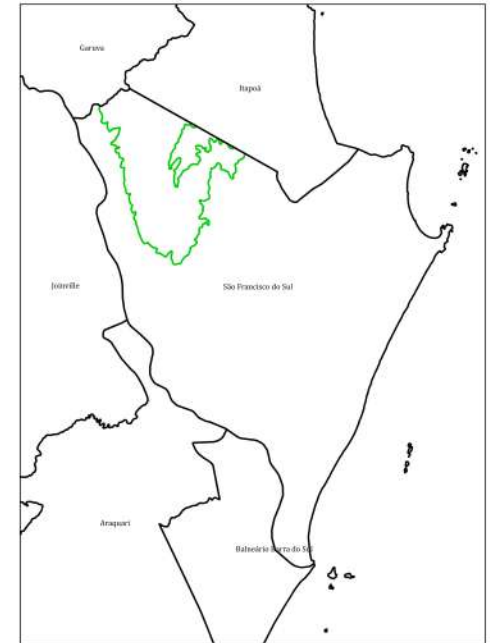 Garuva
Itapoá
Joinville
São Francisco do Sul
Araquari
Balneário Barra do Sul